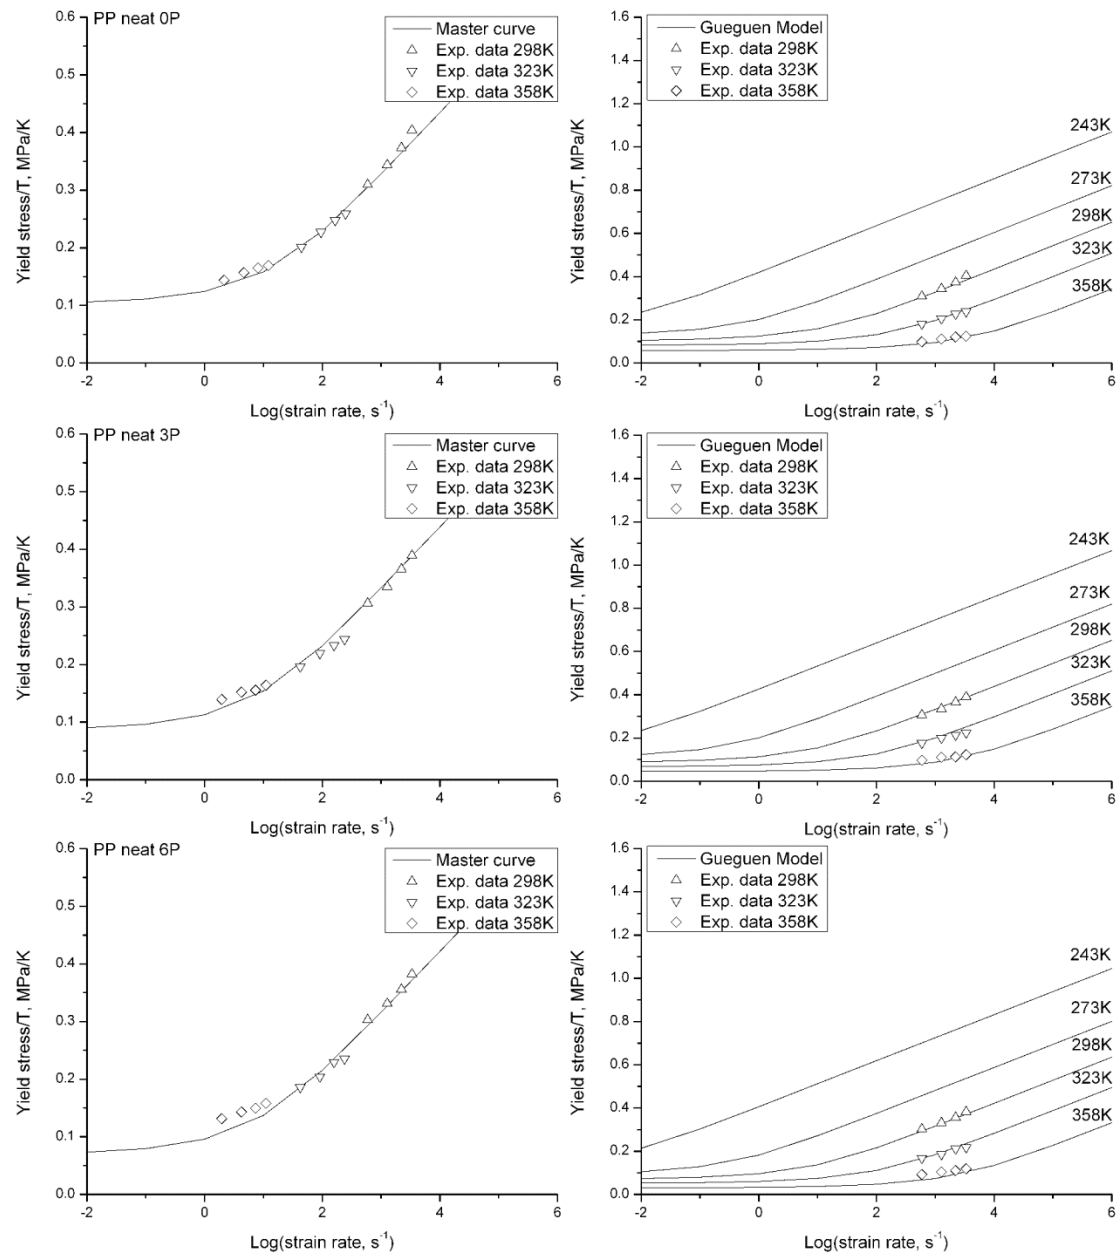 PP neat 0P
Master curve
Exp. data 298K
Exp. data 323K
Exp. data 358K
Yield stress/T, MPa/K
0.6
0.5
0.4
0.3
0.2
0.1
0.0
-2 0 2 4 6
Log(strain rate, s⁻¹)
Gueguen Model
Exp. data 298K
Exp. data 323K
Exp. data 358K
Yield stress/T, MPa/K
1.6
1.4
1.2
1.0
0.8
0.6
0.4
0.2
0.0
243K
273K
298K
323K
358K
-2 0 2 4 6
Log(strain rate, s⁻¹)
PP neat 3P
Master curve
Exp. data 298K
Exp. data 323K
Exp. data 358K
Yield stress/T, MPa/K
0.6
0.5
0.4
0.3
0.2
0.1
0.0
-2 0 2 4 6
Log(strain rate, s⁻¹)
Gueguen Model
Exp. data 298K
Exp. data 323K
Exp. data 358K
Yield stress/T, MPa/K
1.6
1.4
1.2
1.0
0.8
0.6
0.4
0.2
0.0
243K
273K
298K
323K
358K
-2 0 2 4 6
Log(strain rate, s⁻¹)
PP neat 6P
Master curve
Exp. data 298K
Exp. data 323K
Exp. data 358K
Yield stress/T, MPa/K
0.6
0.5
0.4
0.3
0.2
0.1
0.0
-2 0 2 4 6
Log(strain rate, s⁻¹)
Gueguen Model
Exp. data 298K
Exp. data 323K
Exp. data 358K
Yield stress/T, MPa/K
1.6
1.4
1.2
1.0
0.8
0.6
0.4
0.2
0.0
243K
273K
298K
323K
358K
-2 0 2 4 6
Log(strain rate, s⁻¹)